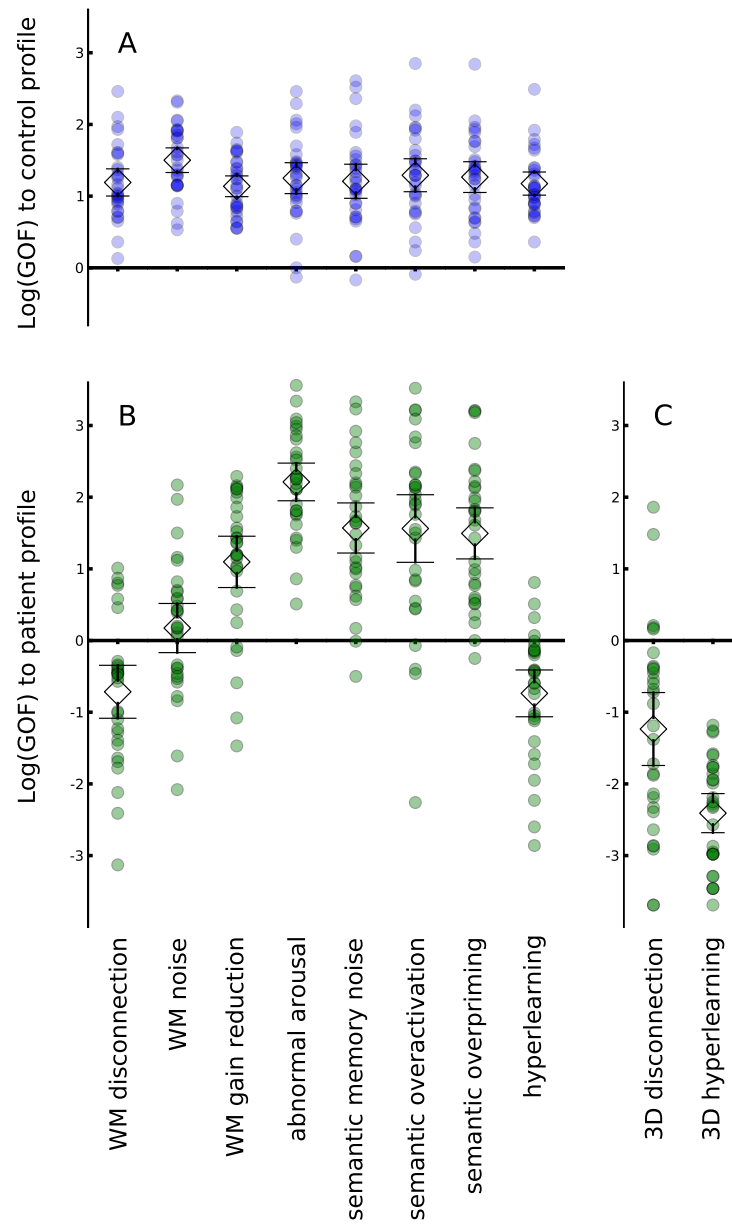 Log(GOF) to control profile
A
3
2
1
0
Log(GOF) to patient profile
B
3
2
1
0
-1
-2
-3
C
3
2
1
0
-1
-2
-3
WM disconnection
WM noise
WM gain reduction
abnormal arousal
semantic memory noise
semantic overactivation
semantic overpriming
hyperlearning
3D disconnection
3D hyperlearning